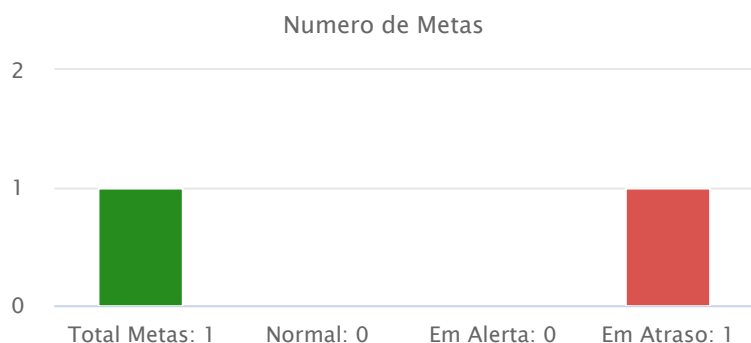 Numero de Metas
2
1
0
Total Metas: 1
Normal: 0
Em Alerta: 0
Em Atraso: 1